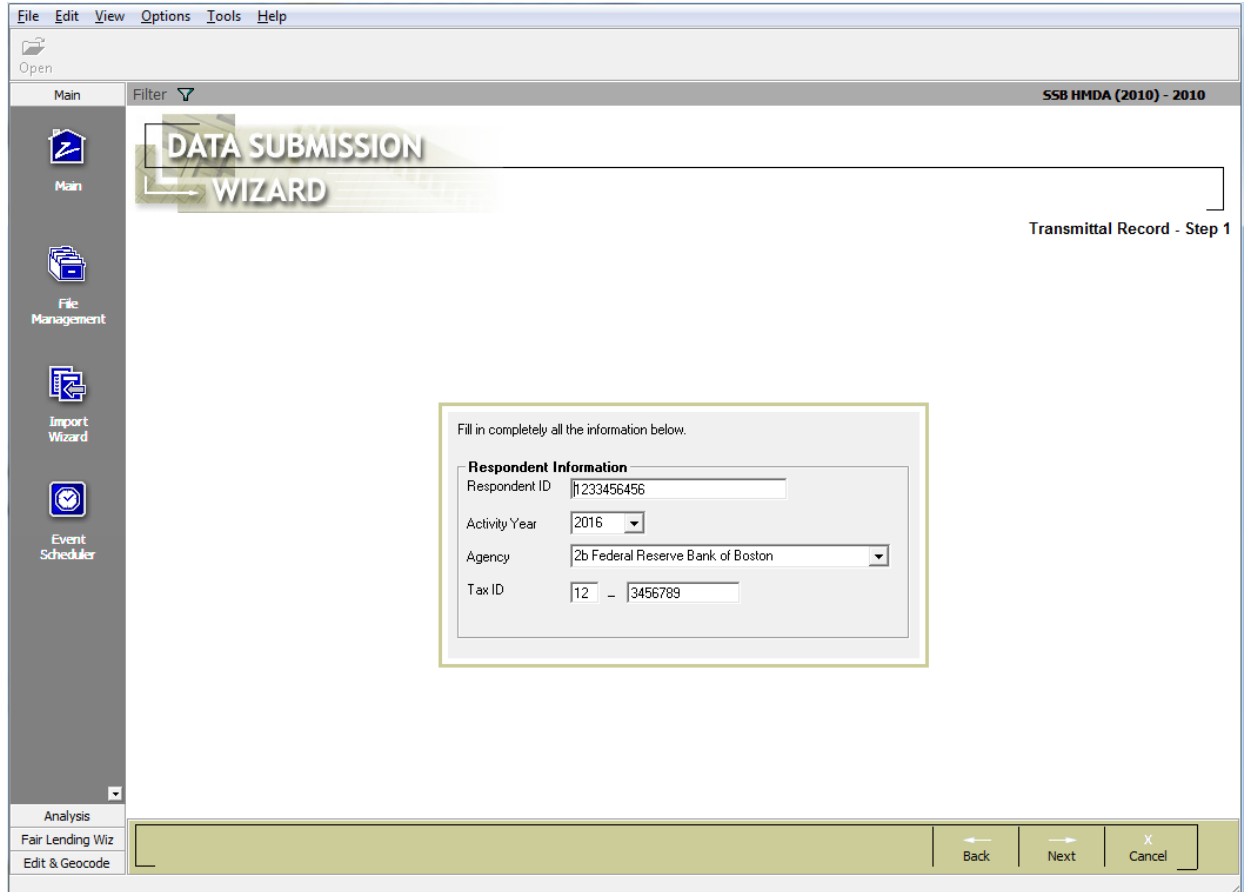 File Edit View Options Tools Help
Open
Main
Filter
SSB HMDA (2010) - 2010
DATA SUBMISSION
WIZARD
Main
Transmittal Record - Step 1
File
Management
Import
Wizard
Event
Scheduler
Fill in completely all the information below.
Respondent Information
Respondent ID 1233456456
Activity Year 2016
Agency 2b Federal Reserve Bank of Boston
Tax ID 12 - 3456789
Analysis
Fair Lending Wiz
Edit & Geocode
Back Next X Cancel